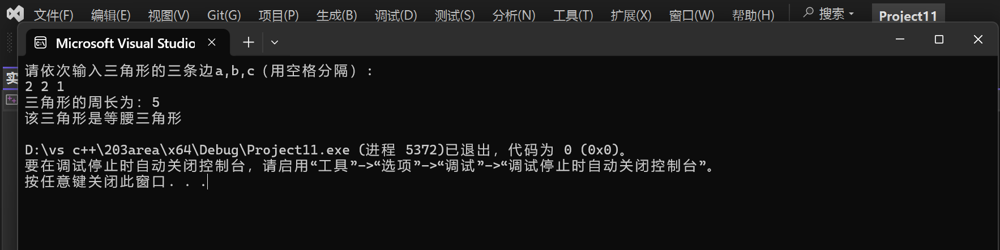 文件(F) 编辑(E) 视图(V) Git(G) 项目(P) 生成(B) 调试(D) 测试(S) 分析(N) 工具(T) 扩展(X) 窗口(W) 帮助(H) 搜索 Project11
Microsoft Visual Studio
实
请依次输入三角形的三条边a,b,c（用空格分隔）:
2 2 1
三角形的周长为: 5
该三角形是等腰三角形
D:\vs c++\203area\x64\Debug\Project11.exe (进程 5372)已退出，代码为 0 (0x0)。
要在调试停止时自动关闭控制台，请启用“工具”->“选项”->“调试”->“调试停止时自动关闭控制台”。
按任意键关闭此窗口. . .